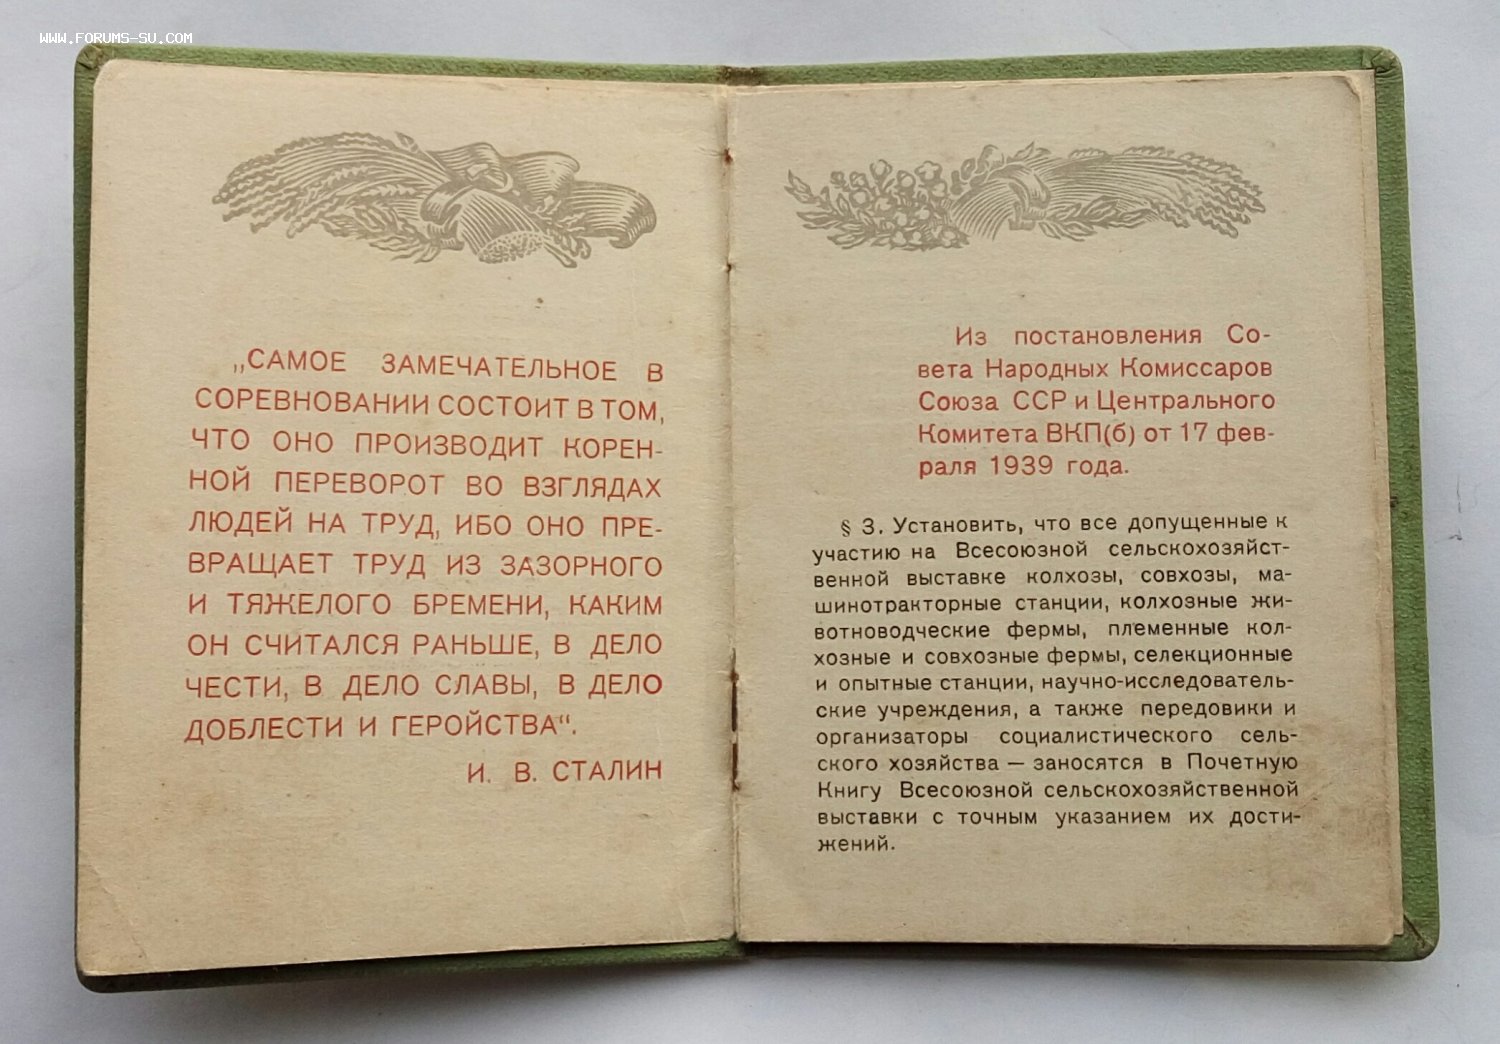 WWW.FORUMS-SU.COM
„САМОЕ ЗАМЕЧАТЕЛЬНОЕ В
СОРЕВНОВАНИИ СОСТОИТ В ТОМ,
ЧТО ОНО ПРОИЗВОДИТ КОРЕН-
НОЙ ПЕРЕВОРОТ ВО ВЗГЛЯДАХ
ЛЮДЕЙ НА ТРУД, ИБО ОНО ПРЕ-
ВРАЩАЕТ ТРУД ИЗ ЗАЗОРНОГО
И ТЯЖЕЛОГО БРЕМЕНИ, КАКИМ
ОН СЧИТАЛСЯ РАНЬШЕ, В ДЕЛО
ЧЕСТИ, В ДЕЛО СЛАВЫ, В ДЕЛО
ДОБЛЕСТИ И ГЕРОЙСТВА“.
И. В. СТАЛИН
Из постановления Со-
вета Народных Комиссаров
Союза ССР и Центрального
Комитета ВКП(б) от 17 фев-
раля 1939 года.
§ 3. Установить, что все допущенные к
участию на Всесоюзной сельскохозяйст-
венной выставке колхозы, совхозы, ма-
шинотракторные станции, колхозные жи-
вотноводческие фермы, племенные кол-
хозные и совхозные фермы, селекционные
и опытные станции, научно-исследователь-
ские учреждения, а также передовики и
организаторы социалистического сель-
ского хозяйства — заносятся в Почетную
Книгу Всесоюзной сельскохозяйственной
выставки с точным указанием их дости-
жений.